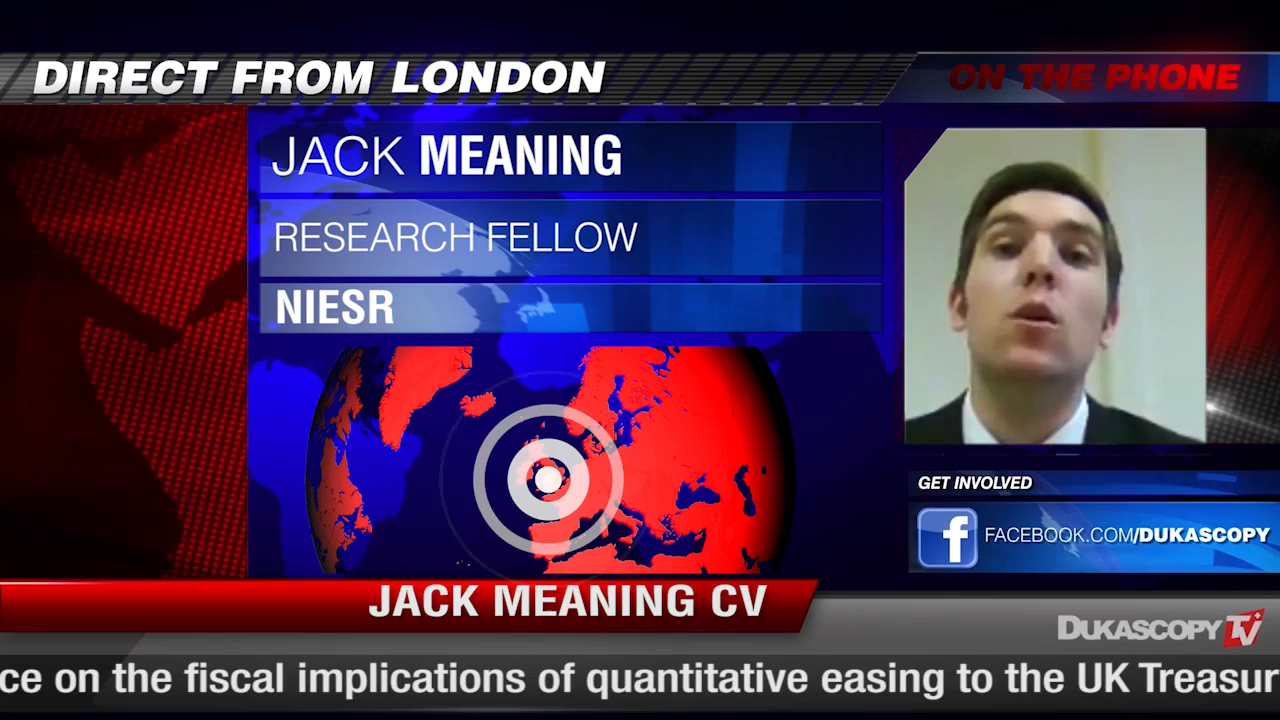 DIRECT FROM LONDON
ON THE PHONE
JACK MEANING
RESEARCH FELLOW
NIESR
GET INVOLVED
f FACEBOOK.COM/DUKASCOPY
JACK MEANING CV
DUKASCOPY TV
ce on the fiscal implications of quantitative easing to the UK Treasur